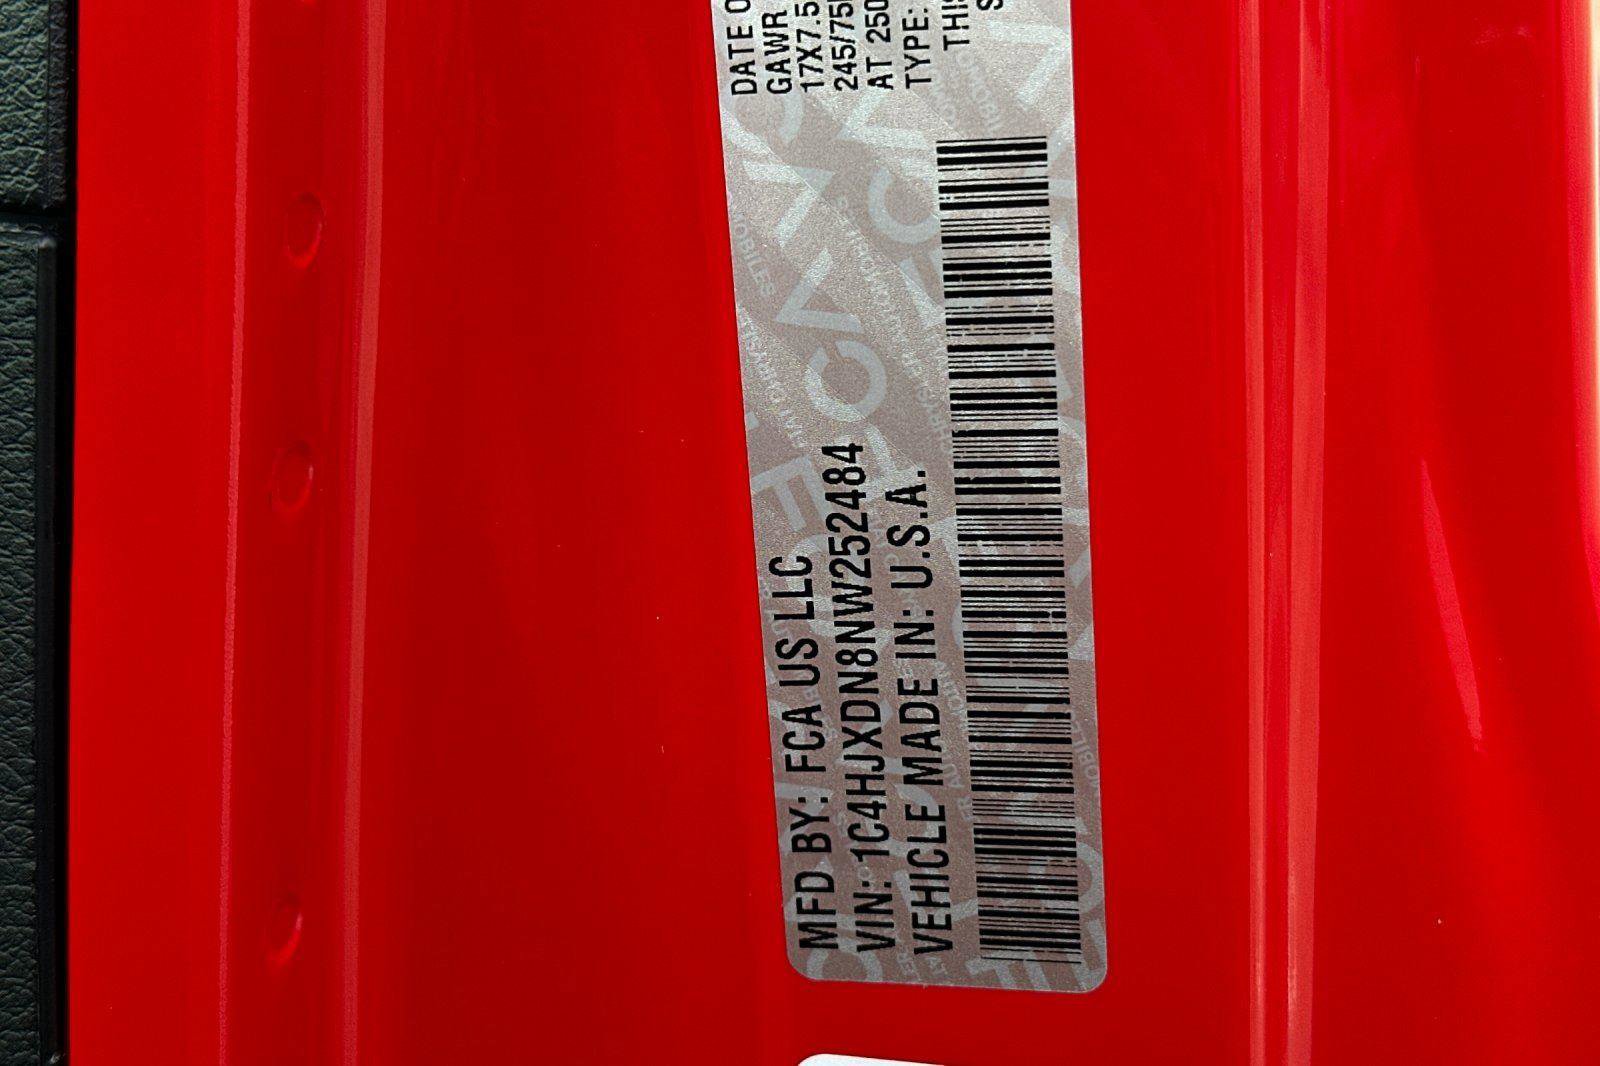 MFD BY: FCA US LLC
VIN: 1C4HJXDN8NW252484
VEHICLE MADE IN: U.S.A.
DATE O
GAWR
17X7.5
245/75
AT 250
TYPE:
THIS